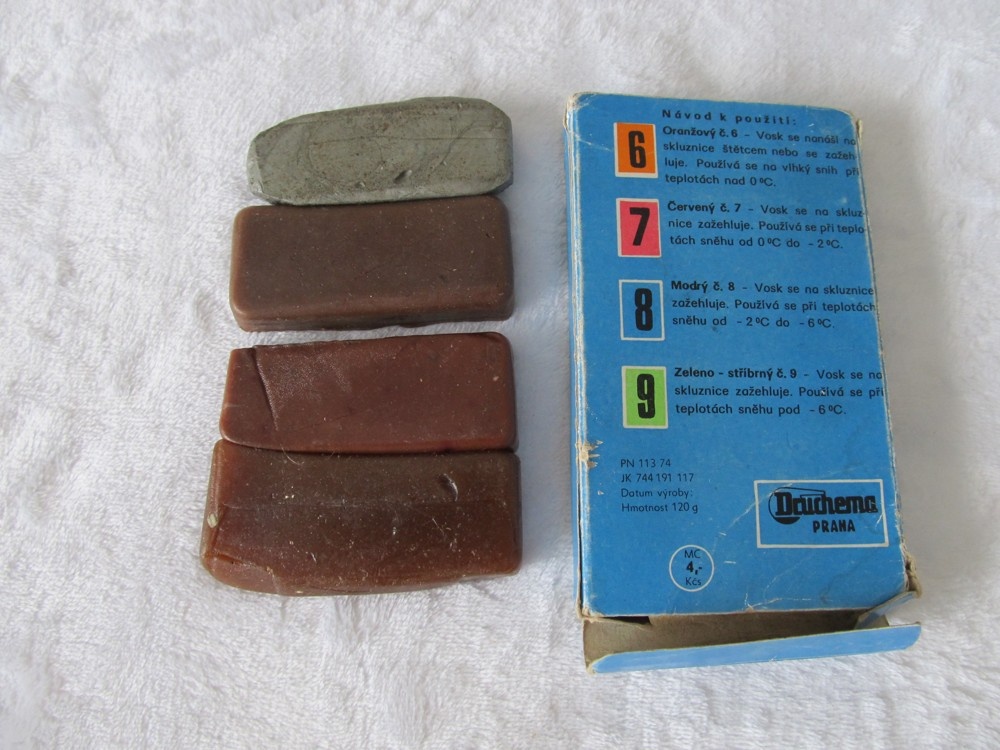 Návod k použití:
6
Oranžový č. 6 - Vosk se nanáší na
skluznice štětcem nebo se zažeh
luje. Používá se na vlhký sníh při
teplotách nad 0 ºC.
7
Červený č. 7 - Vosk se na skluz-
nice zažehluje. Používá se při teplo-
tách sněhu od 0 ºC do - 2 ºC.
8
Modrý č. 8 - Vosk se na skluznice
zažehluje. Používá se při teplotách
sněhu od - 2 ºC do - 6 ºC.
9
Zeleno - stříbrný č. 9 - Vosk se na
skluznice zažehluje. Používá se při
teplotách sněhu pod - 6 ºC.
PN 113 74
JK 744 191 117
Datum výroby:
Hmotnost 120 g
Druchema
PRAHA
MC
4,-
Kčs